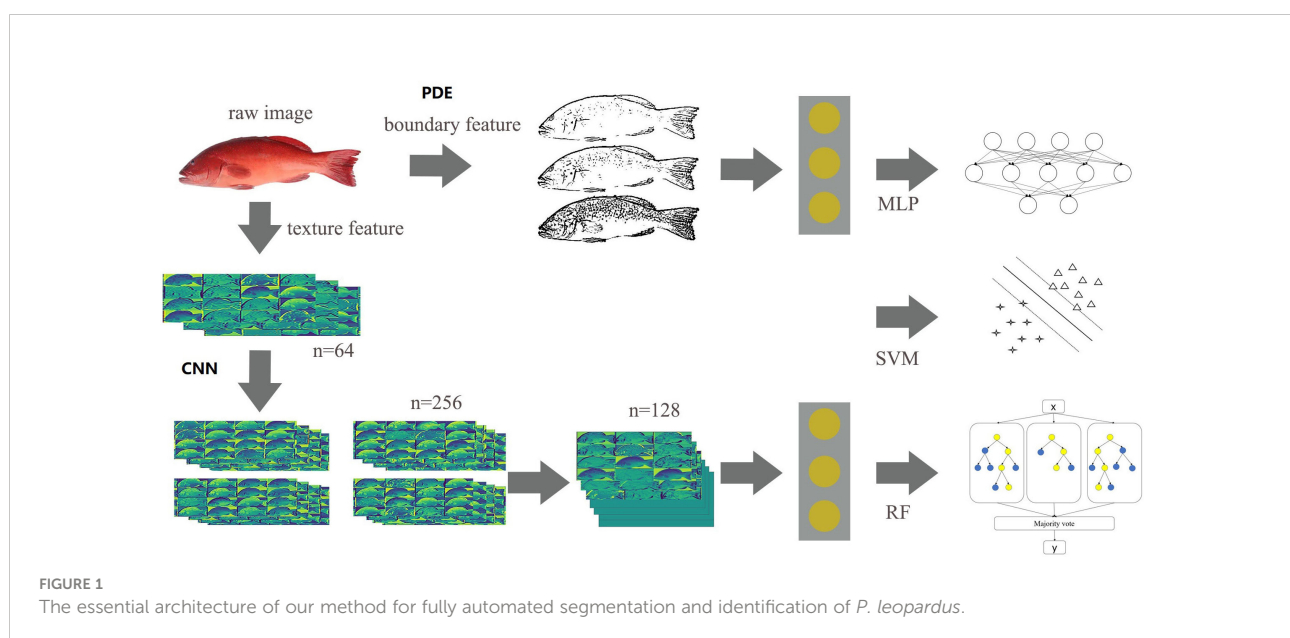 PDE
raw image
boundary feature
MLP
texture feature
n=64
CNN
SVM
n=256
n=128
RF
x
Majority vote
y
FIGURE 1
The essential architecture of our method for fully automated segmentation and identification of P. leopardus.